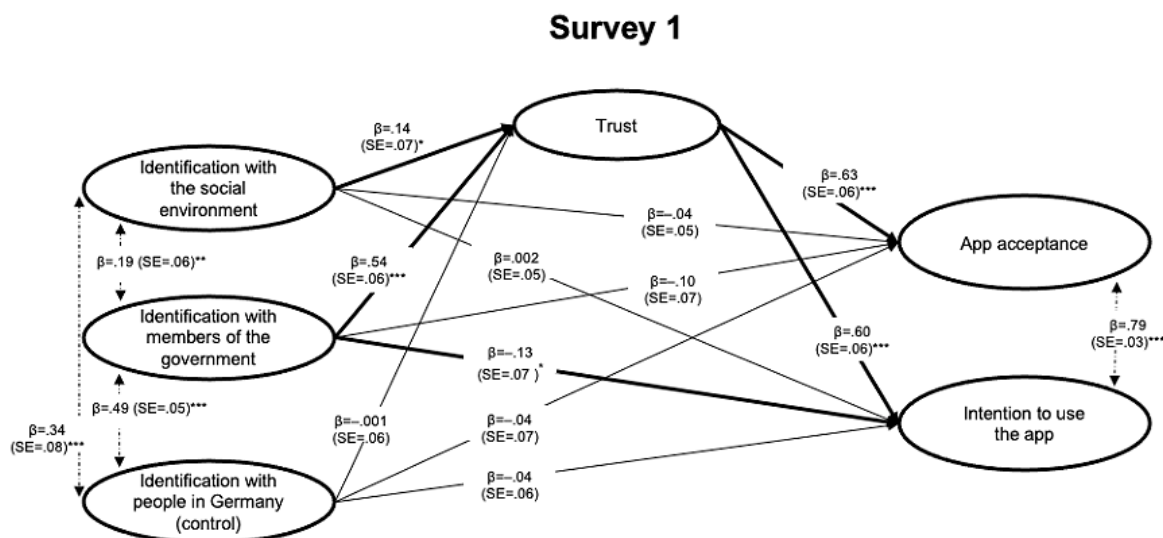 Survey 1
Trust
β=.14
(SE=.07)*
Identification with
the social
environment
β=.63
(SE=.06)***
β=–.04
(SE=.05)
App acceptance
β=.19 (SE=.06)**
β=.54
(SE=.06)***
β=.002
(SE=.05)
β=–.10
(SE=.07)
Identification with
members of the
government
β=.60
(SE=.06)***
β=.79
(SE=.03)***
β=–.13
(SE=.07 )*
β=.49 (SE=.05)***
β=.34
(SE=.08)***
β=–.001
(SE=.06)
β=–.04
(SE=.07)
Intention to use
the app
Identification with
people in Germany
(control)
β=–.04
(SE=.06)